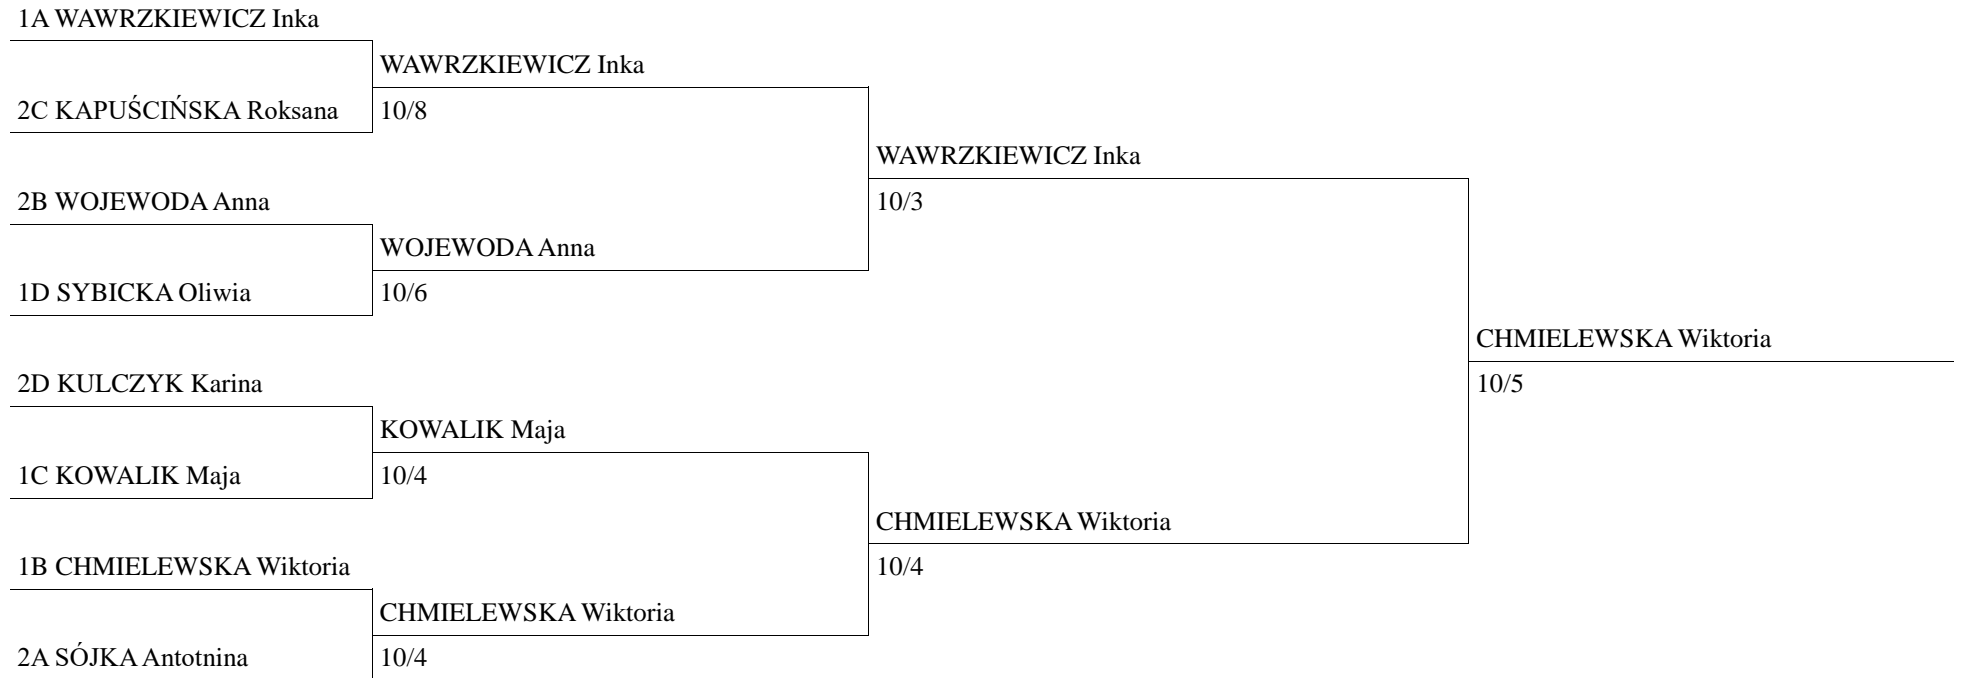 1A WAWRZKIEWICZ Inka
WAWRZKIEWICZ Inka
2C KAPUŚCIŃSKA Roksana
10/8
WAWRZKIEWICZ Inka
2B WOJEWODA Anna
10/3
WOJEWODA Anna
1D SYBICKA Oliwia
10/6
CHMIELEWSKA Wiktoria
2D KULCZYK Karina
10/5
KOWALIK Maja
1C KOWALIK Maja
10/4
CHMIELEWSKA Wiktoria
1B CHMIELEWSKA Wiktoria
10/4
CHMIELEWSKA Wiktoria
2A SÓJKA Antotnina
10/4